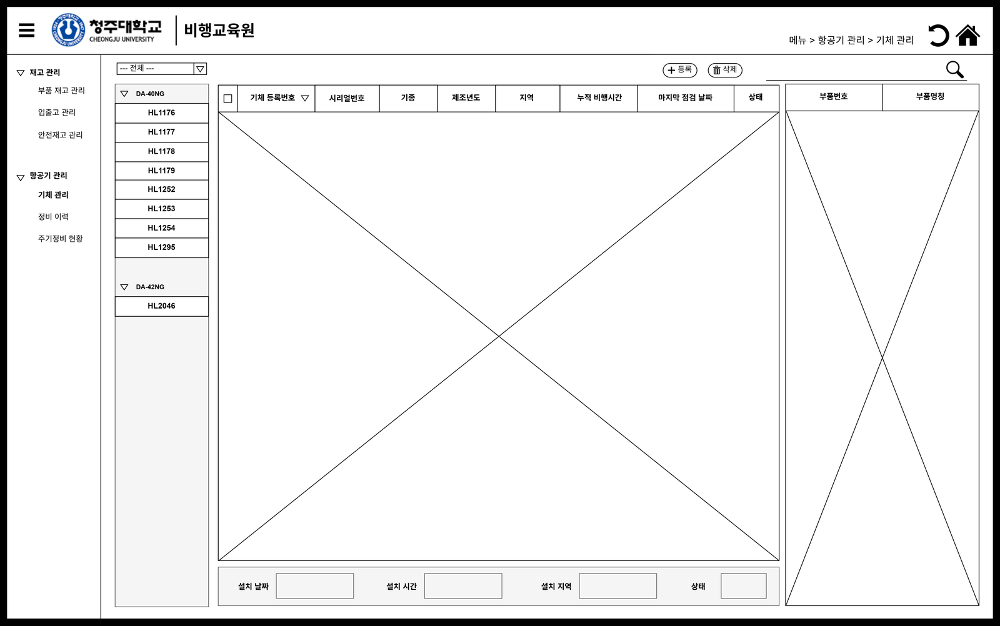 청주대학교
CHEONGJU UNIVERSITY
비행교육원
메뉴 > 항공기 관리 > 기체 관리
재고 관리
부품 재고 관리
입출고 관리
안전재고 관리
항공기 관리
기체 관리
정비 이력
주기정비 현황
--- 전체 ---
등록
삭제
DA-40NG
HL1176
HL1177
HL1178
HL1179
HL1252
HL1253
HL1254
HL1295
DA-42NG
HL2046
기체 등록번호 시리얼번호 기종 제조년도 지역 누적 비행시간 마지막 점검 날짜 상태
부품번호 부품명칭
설치 날짜 설치 시간 설치 지역 상태